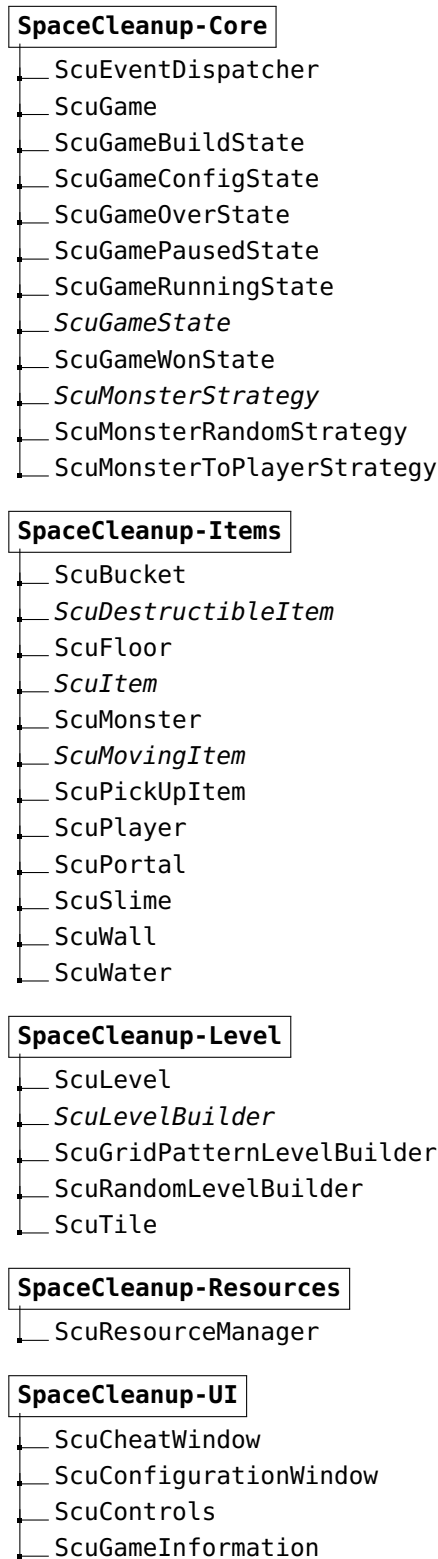 SpaceCleanup-Core
ScuEventDispatcher
ScuGame
ScuGameBuildState
ScuGameConfigState
ScuGameOverState
ScuGamePausedState
ScuGameRunningState
ScuGameState
ScuGameWonState
ScuMonsterStrategy
ScuMonsterRandomStrategy
ScuMonsterToPlayerStrategy
SpaceCleanup-Items
ScuBucket
ScuDestructibleItem
ScuFloor
ScuItem
ScuMonster
ScuMovingItem
ScuPickUpItem
ScuPlayer
ScuPortal
ScuSlime
ScuWall
ScuWater
SpaceCleanup-Level
ScuLevel
ScuLevelBuilder
ScuGridPatternLevelBuilder
ScuRandomLevelBuilder
ScuTile
SpaceCleanup-Resources
ScuResourceManager
SpaceCleanup-UI
ScuCheatWindow
ScuConfigurationWindow
ScuControls
ScuGameInformation